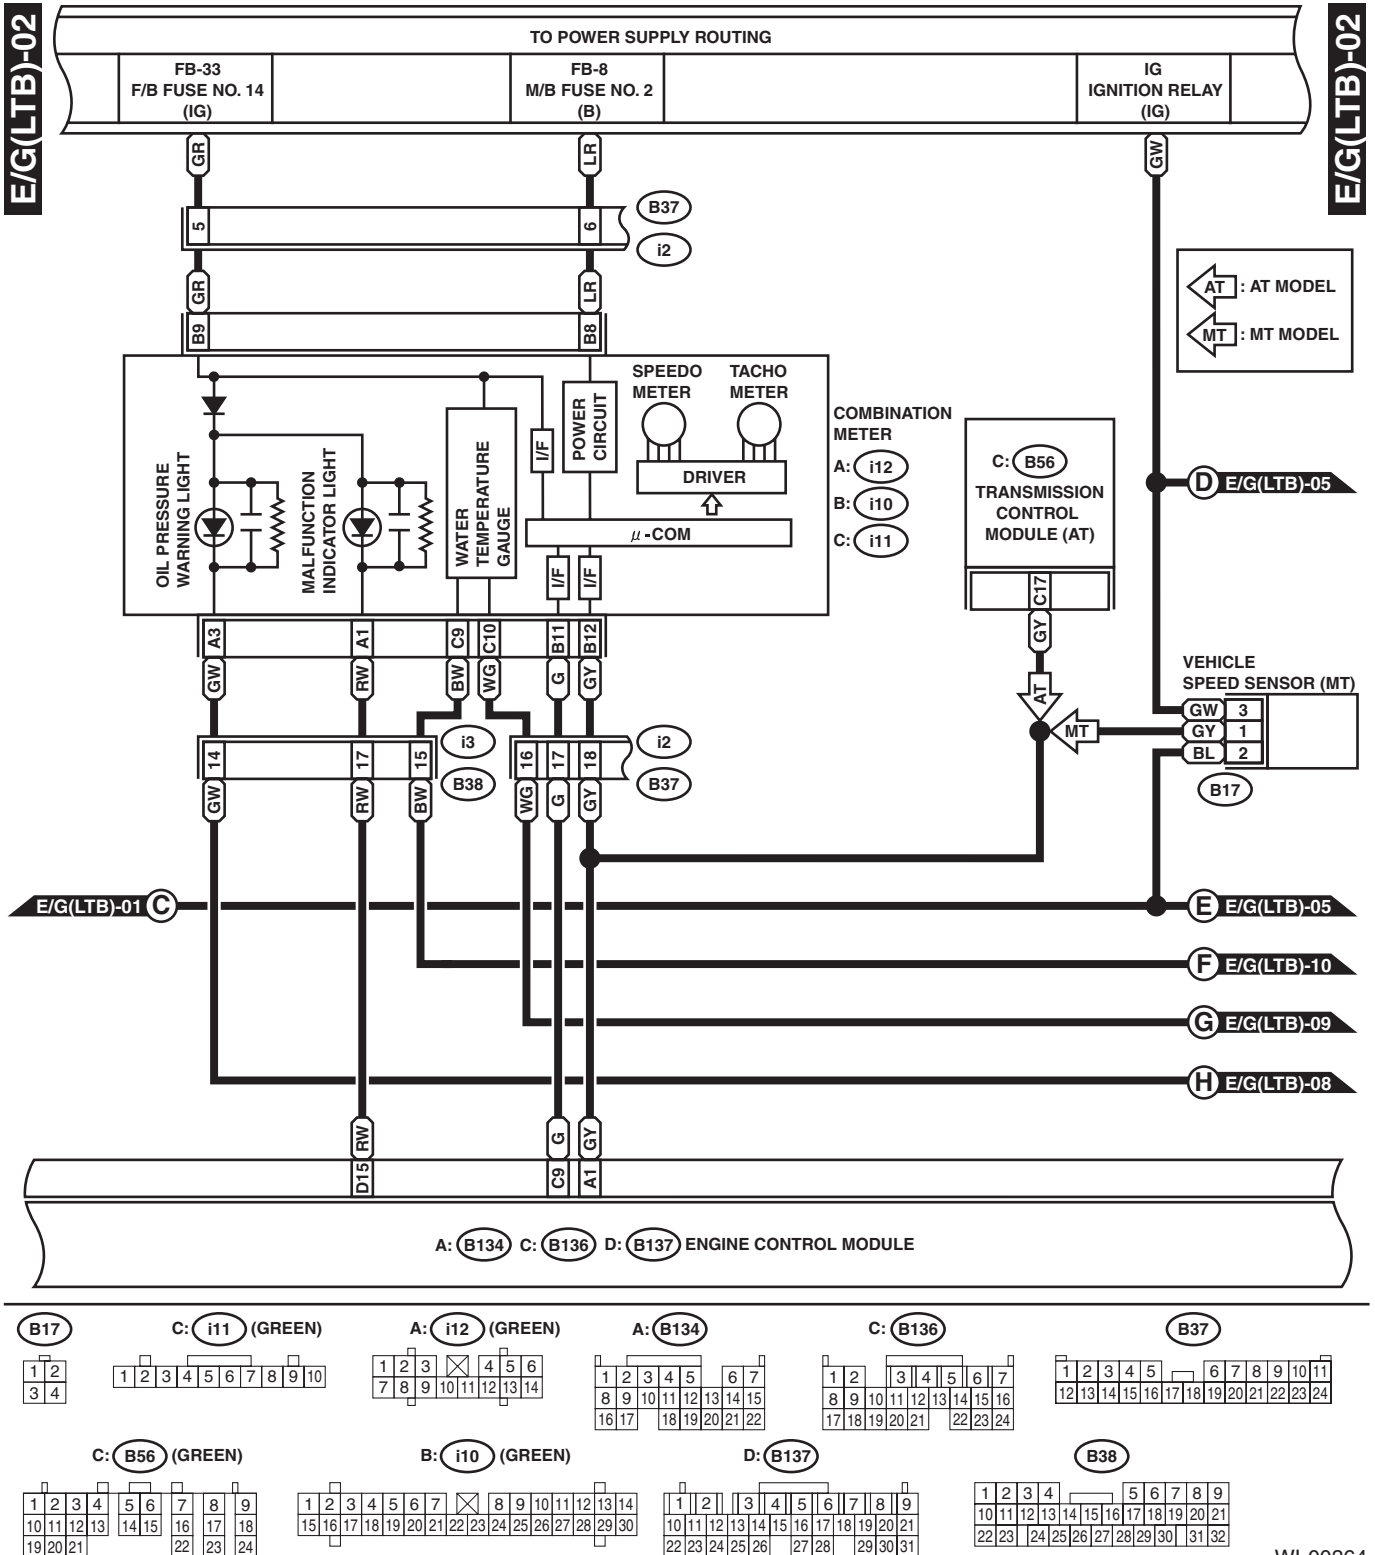 E/G(LTB)-02
E/G(LTB)-02
TO POWER SUPPLY ROUTING
FB-33
F/B FUSE NO. 14
(IG)
FB-8
M/B FUSE NO. 2
(B)
IG
IGNITION RELAY
(IG)
GR
LR
GW
5
6
B37
i2
GR
LR
B9
B8
AT : AT MODEL
MT : MT MODEL
SPEEDO
METER
TACHO
METER
OIL PRESSURE
WARNING LIGHT
MALFUNCTION
INDICATOR LIGHT
WATER
TEMPERATURE
GAUGE
I/F
POWER
CIRCUIT
DRIVER
μ-COM
I/F
I/F
COMBINATION
METER
A: i12
B: i10
C: i11
C: B56
TRANSMISSION
CONTROL
MODULE (AT)
C17
GY
AT
MT
D E/G(LTB)-05
VEHICLE
SPEED SENSOR (MT)
GW 3
GY 1
BL 2
B17
A3 A1 C9 C10 B11 B12
GW RW BW WG G GY
i3
i2
14 17 15 16 17 18
B38
B37
GW RW BW WG G GY
E/G(LTB)-01 C
E E/G(LTB)-05
F E/G(LTB)-10
G E/G(LTB)-09
H E/G(LTB)-08
RW G GY
D15 C9 A1
A: B134 C: B136 D: B137 ENGINE CONTROL MODULE
B17
1 2
3 4
C: i11 (GREEN)
1 2 3 4 5 6 7 8 9 10
A: i12 (GREEN)
1 2 3 4 5 6
7 8 9 10 11 12 13 14
A: B134
1 2 3 4 5 6 7
8 9 10 11 12 13 14 15
16 17 18 19 20 21 22
C: B136
1 2 3 4 5 6 7
8 9 10 11 12 13 14 15 16
17 18 19 20 21 22 23 24
B37
1 2 3 4 5 6 7 8 9 10 11
12 13 14 15 16 17 18 19 20 21 22 23 24
C: B56 (GREEN)
1 2 3 4 5 6 7 8 9
10 11 12 13 14 15 16 17 18
19 20 21 22 23 24
B: i10 (GREEN)
1 2 3 4 5 6 7 8 9 10 11 12 13 14
15 16 17 18 19 20 21 22 23 24 25 26 27 28 29 30
D: B137
1 2 3 4 5 6 7 8 9
10 11 12 13 14 15 16 17 18 19 20 21
22 23 24 25 26 27 28 29 30 31
B38
1 2 3 4 5 6 7 8 9
10 11 12 13 14 15 16 17 18 19 20 21
22 23 24 25 26 27 28 29 30 31 32